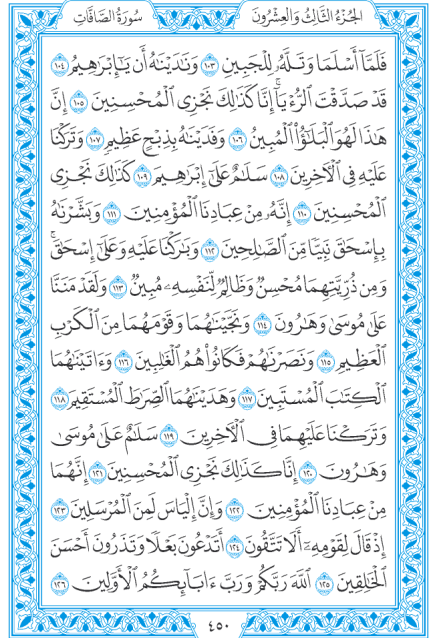 الجُزْءُ الثَّالِثُ وَالْعِشْرُونَ
سُورَةُ الصَّافَّاتِ
فَلَمَّآ أَسْلَمَا وَتَلَّهُۥ لِلْجَبِينِ ١٠٣ وَنَٰدَيْنَٰهُ أَن يَٰٓإِبْرَٰهِيمُ ١٠٤
قَدْ صَدَّقْتَ ٱلرُّءْيَآۚ إِنَّا كَذَٰلِكَ نَجْزِي ٱلْمُحْسِنِينَ ١٠٥ إِنَّ
هَٰذَا لَهُوَ ٱلْبَلَٰٓؤُا۟ ٱلْمُبِينُ ١٠٦ وَفَدَيْنَٰهُ بِذِبْحٍ عَظِيمٍ ١٠٧ وَتَرَكْنَا
عَلَيْهِ فِي ٱلْأٓخِرِينَ ١٠٨ سَلَٰمٌ عَلَىٰٓ إِبْرَٰهِيمَ ١٠٩ كَذَٰلِكَ نَجْزِي
ٱلْمُحْسِنِينَ ١١٠ إِنَّهُۥ مِنْ عِبَادِنَا ٱلْمُؤْمِنِينَ ١١١ وَبَشَّرْنَٰهُ
بِإِسْحَٰقَ نَبِيًّا مِّنَ ٱلصَّٰلِحِينَ ١١٢ وَبَٰرَكْنَا عَلَيْهِ وَعَلَىٰٓ إِسْحَٰقَۚ
وَمِن ذُرِّيَّتِهِمَا مُحْسِنٌ وَظَالِمٌ لِّنَفْسِهِۦ مُبِينٌ ١١٣ وَلَقَدْ مَنَنَّا
عَلَىٰ مُوسَىٰ وَهَٰرُونَ ١١٤ وَنَجَّيْنَٰهُمَا وَقَوْمَهُمَا مِنَ ٱلْكَرْبِ
ٱلْعَظِيمِ ١١٥ وَنَصَرْنَٰهُمْ فَكَانُوا۟ هُمُ ٱلْغَٰلِبِينَ ١١٦ وَءَاتَيْنَٰهُمَا
ٱلْكِتَٰبَ ٱلْمُسْتَبِينَ ١١٧ وَهَدَيْنَٰهُمَا ٱلصِّرَٰطَ ٱلْمُسْتَقِيمَ ١١٨
وَتَرَكْنَا عَلَيْهِمَا فِي ٱلْأٓخِرِينَ ١١٩ سَلَٰمٌ عَلَىٰ مُوسَىٰ
وَهَٰرُونَ ١٢٠ إِنَّا كَذَٰلِكَ نَجْزِي ٱلْمُحْسِنِينَ ١٢١ إِنَّهُمَا
مِنْ عِبَادِنَا ٱلْمُؤْمِنِينَ ١٢٢ وَإِنَّ إِلْيَاسَ لَمِنَ ٱلْمُرْسَلِينَ ١٢٣
إِذْ قَالَ لِقَوْمِهِۦٓ أَلَا تَتَّقُونَ ١٢٤ أَتَدْعُونَ بَعْلًا وَتَذَرُونَ أَحْسَنَ
ٱلْخَٰلِقِينَ ١٢٥ ٱللَّهَ رَبَّكُمْ وَرَبَّ ءَابَآئِكُمُ ٱلْأَوَّلِينَ ١٢٦
٤٥٠